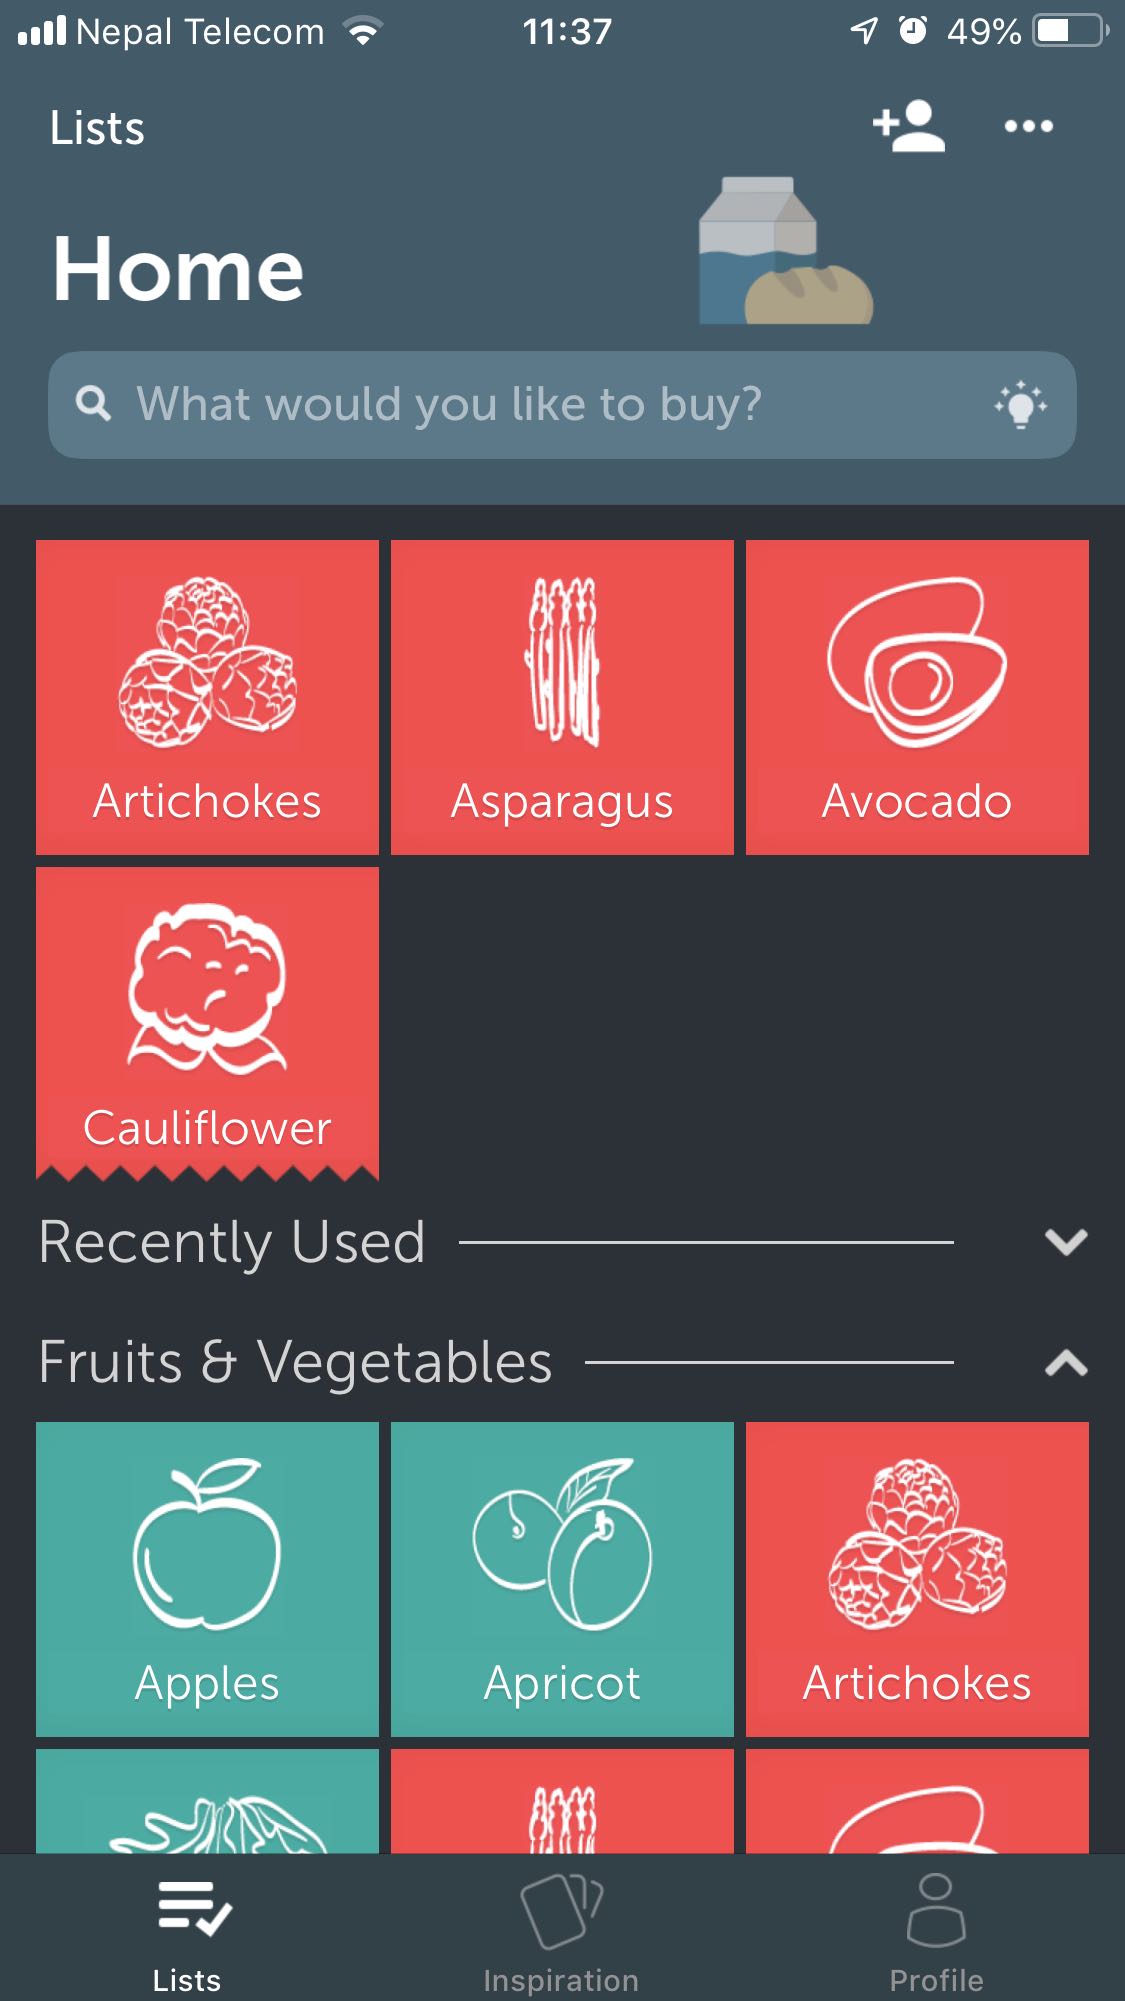 Nepal Telecom 11:37 49%
Lists
Home
What would you like to buy?
Artichokes Asparagus Avocado
Cauliflower
Recently Used
Fruits & Vegetables
Apples Apricot Artichokes
Lists Inspiration Profile